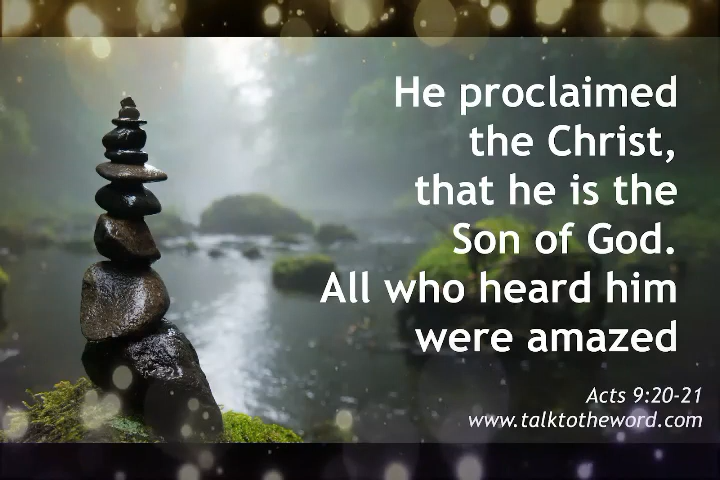 He proclaimed
the Christ,
that he is the
Son of God.
All who heard him
were amazed
Acts 9:20-21
www.talktotheword.com